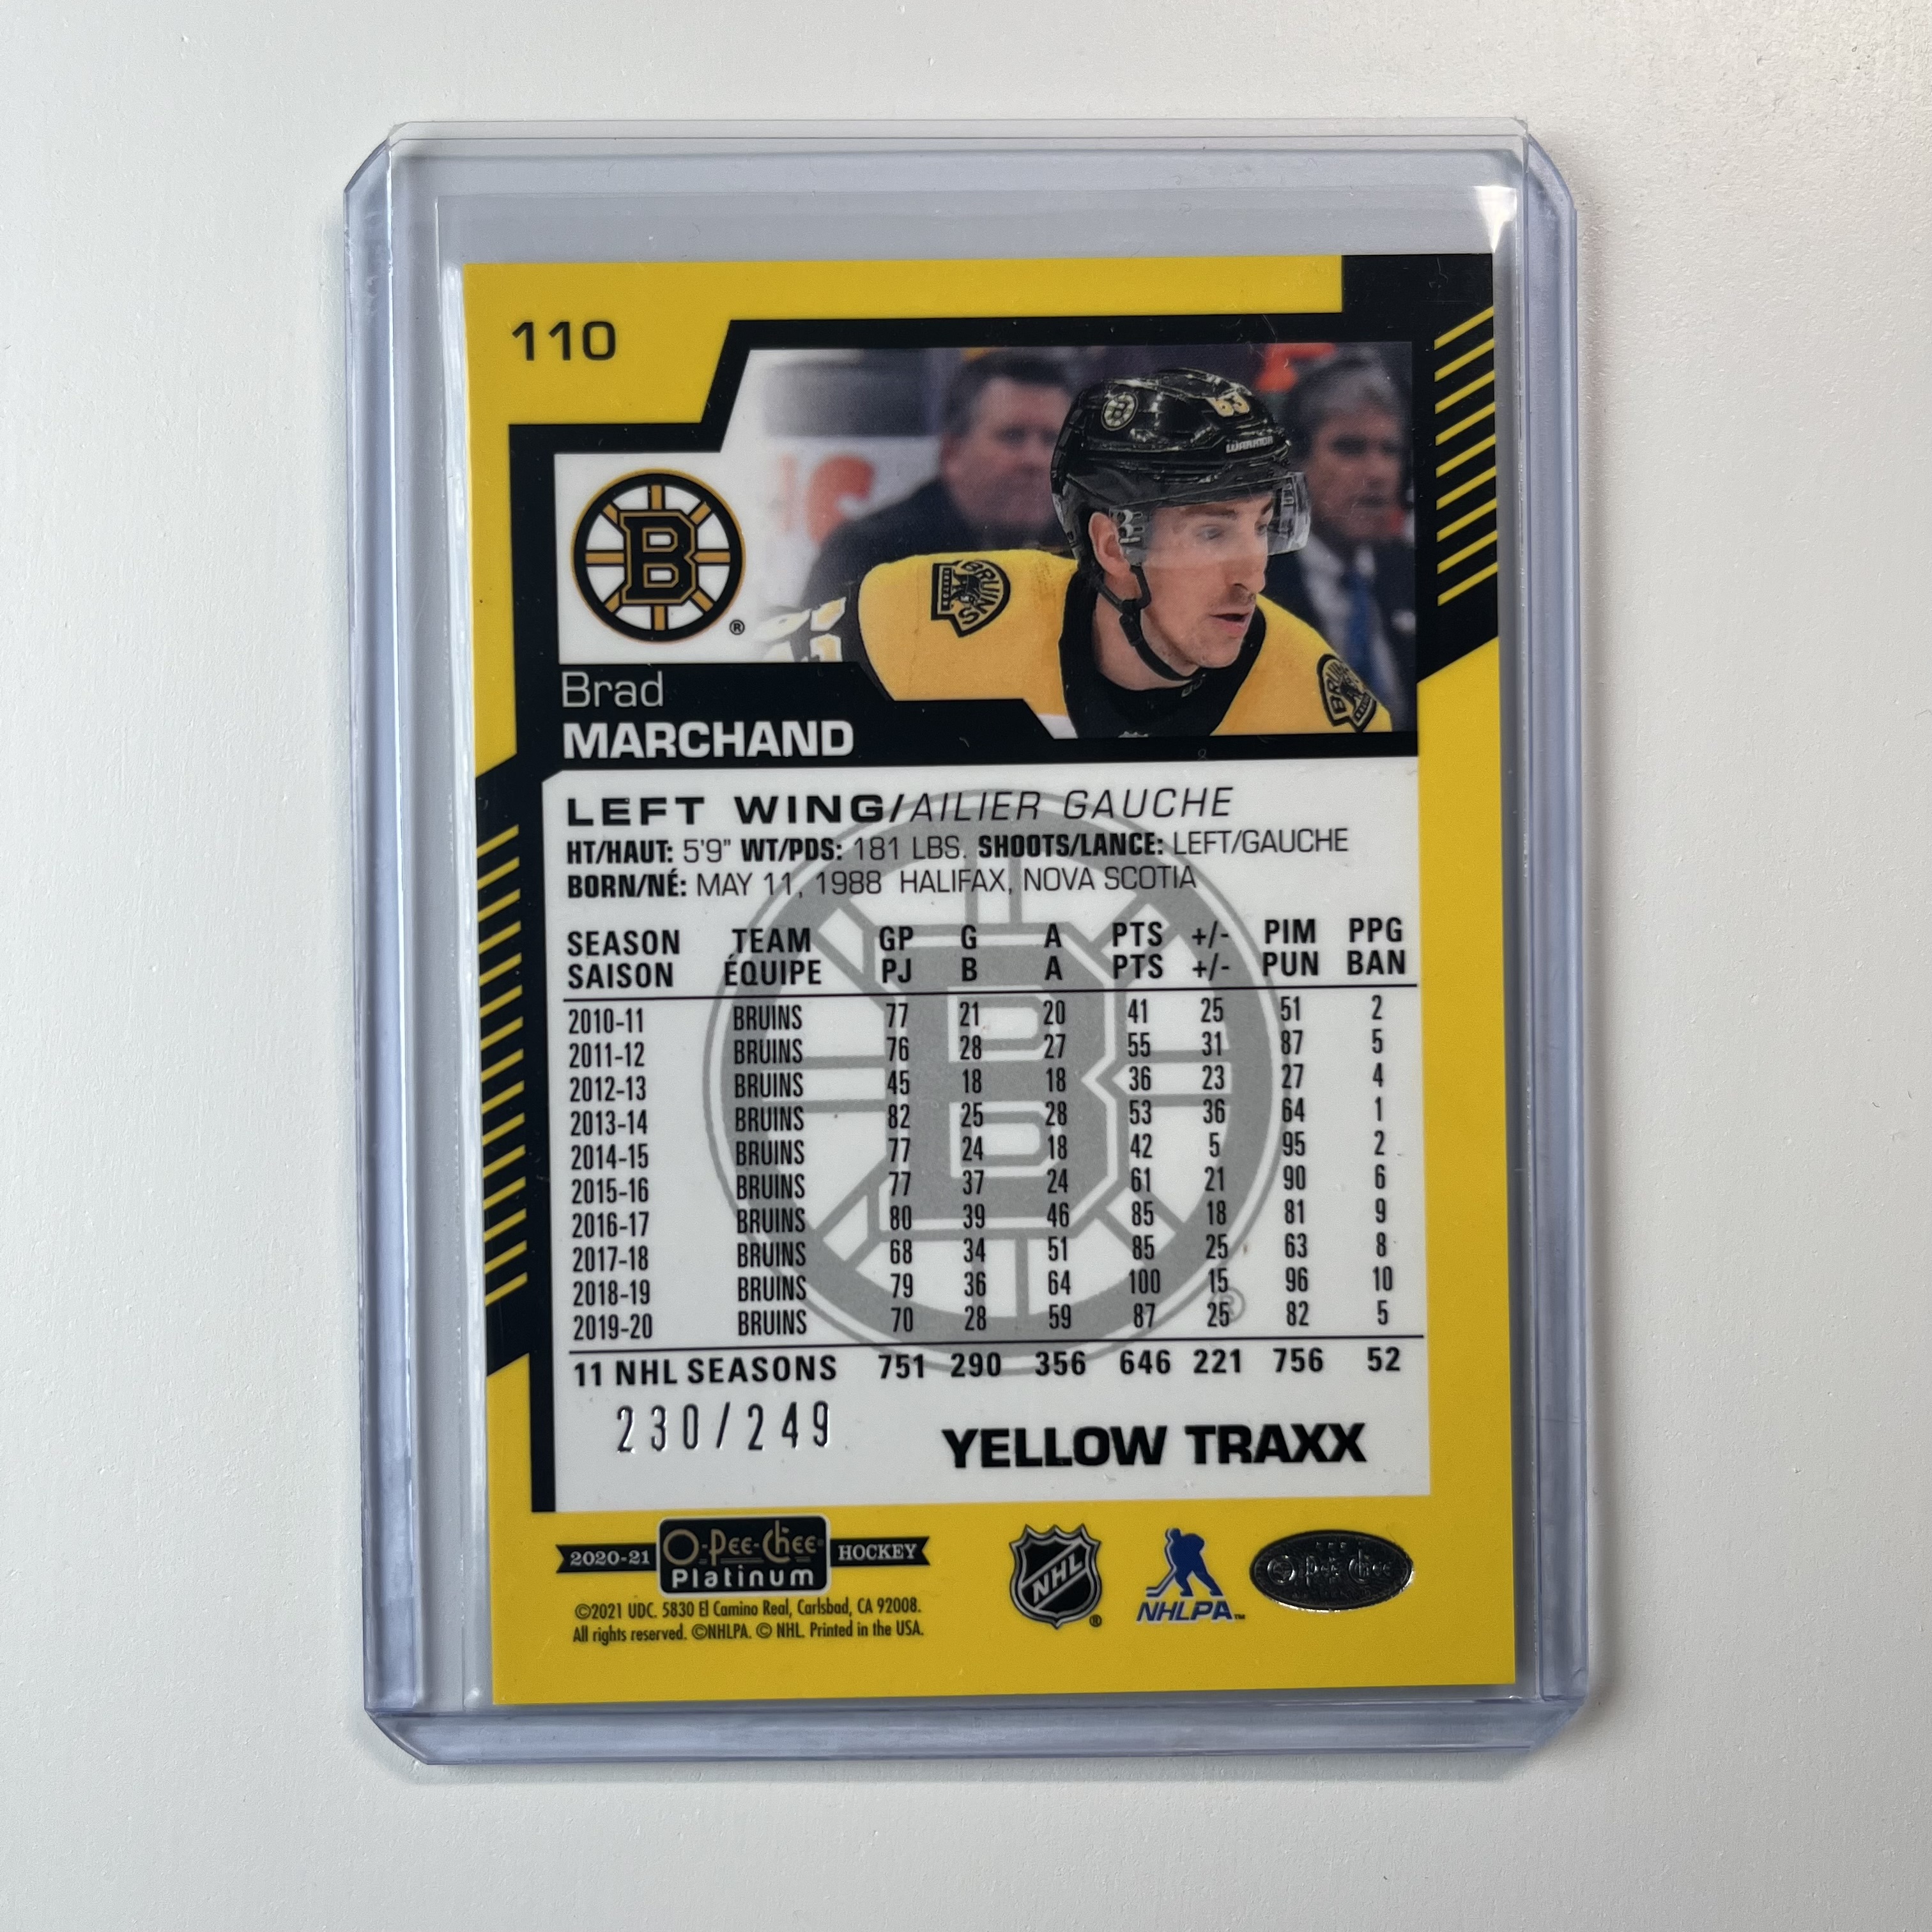 110
63
WARRIOR
B
BRUINS
BRUINS
®
Brad
MARCHAND
LEFT WING/AILIER GAUCHE
HT/HAUT: 5'9" WT/PDS: 181 LBS. SHOOTS/LANCE: LEFT/GAUCHE
BORN/NÉ: MAY 11, 1988 HALIFAX, NOVA SCOTIA
SEASON TEAM GP G A PTS +/- PIM PPG
SAISON ÉQUIPE PJ B A PTS +/- PUN BAN
2010-11 BRUINS 77 21 20 41 25 51 2
2011-12 BRUINS 76 28 27 55 31 87 5
2012-13 BRUINS 45 18 18 36 23 27 4
2013-14 BRUINS 82 25 28 53 36 64 1
2014-15 BRUINS 77 24 18 42 5 95 2
2015-16 BRUINS 77 37 24 61 21 90 6
2016-17 BRUINS 80 39 46 85 18 81 9
2017-18 BRUINS 68 34 51 85 25 63 8
2018-19 BRUINS 79 36 64 100 15 96 10
2019-20 BRUINS 70 28 59 87 25 82 5
®
11 NHL SEASONS 751 290 356 646 221 756 52
230/249
YELLOW TRAXX
2020-21 O-Pee-Chee Platinum HOCKEY
NHL ®
NHLPA™
O-Pee-Chee
©2021 UDC. 5830 El Camino Real, Carlsbad, CA 92008.
All rights reserved. ©NHLPA. © NHL. Printed in the USA.